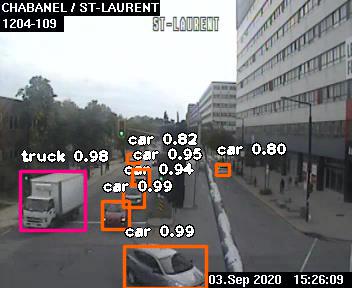 CHABANEL / ST-LAURENT
1204-109
ST-LAURENT
car 0.82
car 0.95
car 0.80
truck 0.98
car 0.94
car 0.99
car 0.99
03.Sep 2020 15:26:09